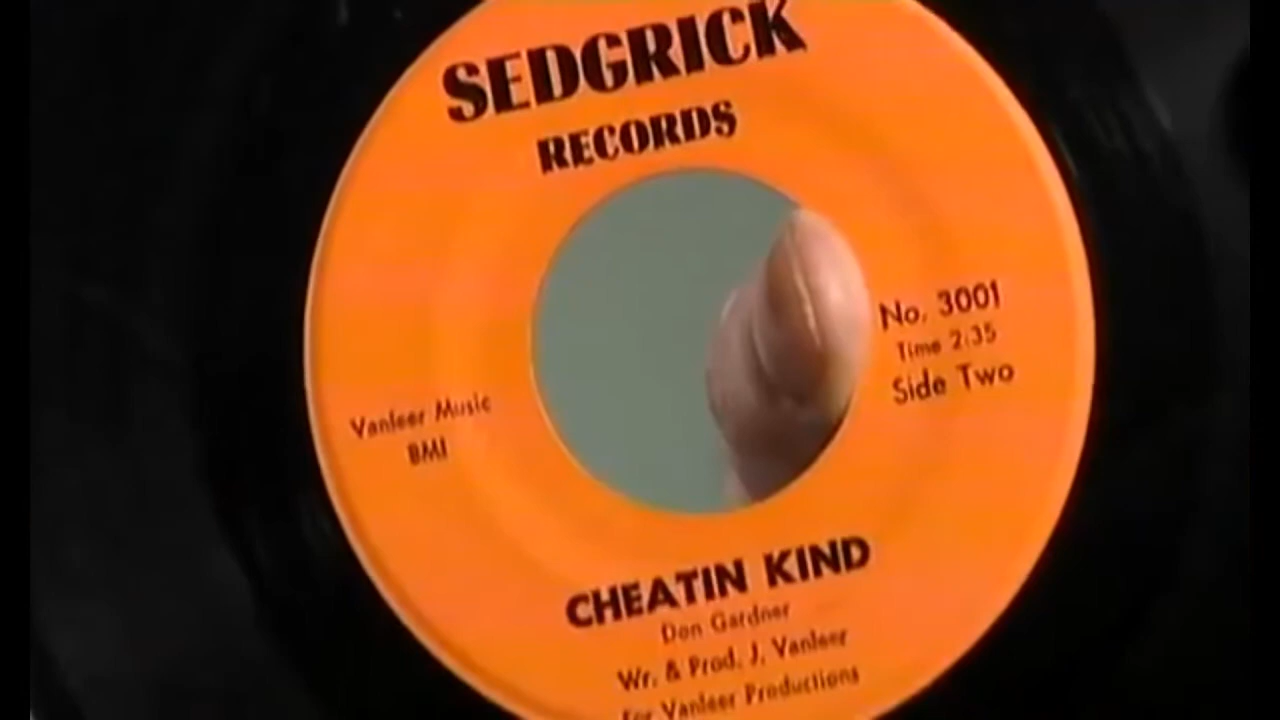 SEDGRICK
RECORDS
No. 3001
Time 2:35
Side Two
Vanleer Music
BMI
CHEATIN KIND
Don Gardner
Wr. & Prod. J. Vanleer
For Vanleer Productions